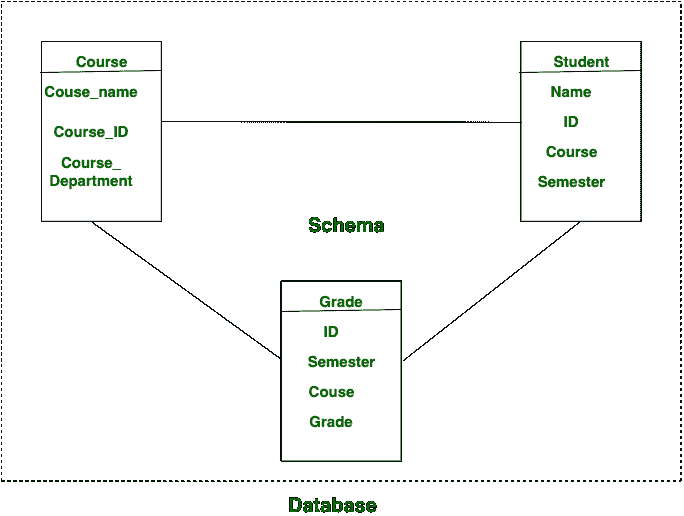 Course
Couse_name
Course_ID
Course_
Department
Student
Name
ID
Course
Semester
Schema
Grade
ID
Semester
Couse
Grade
Database